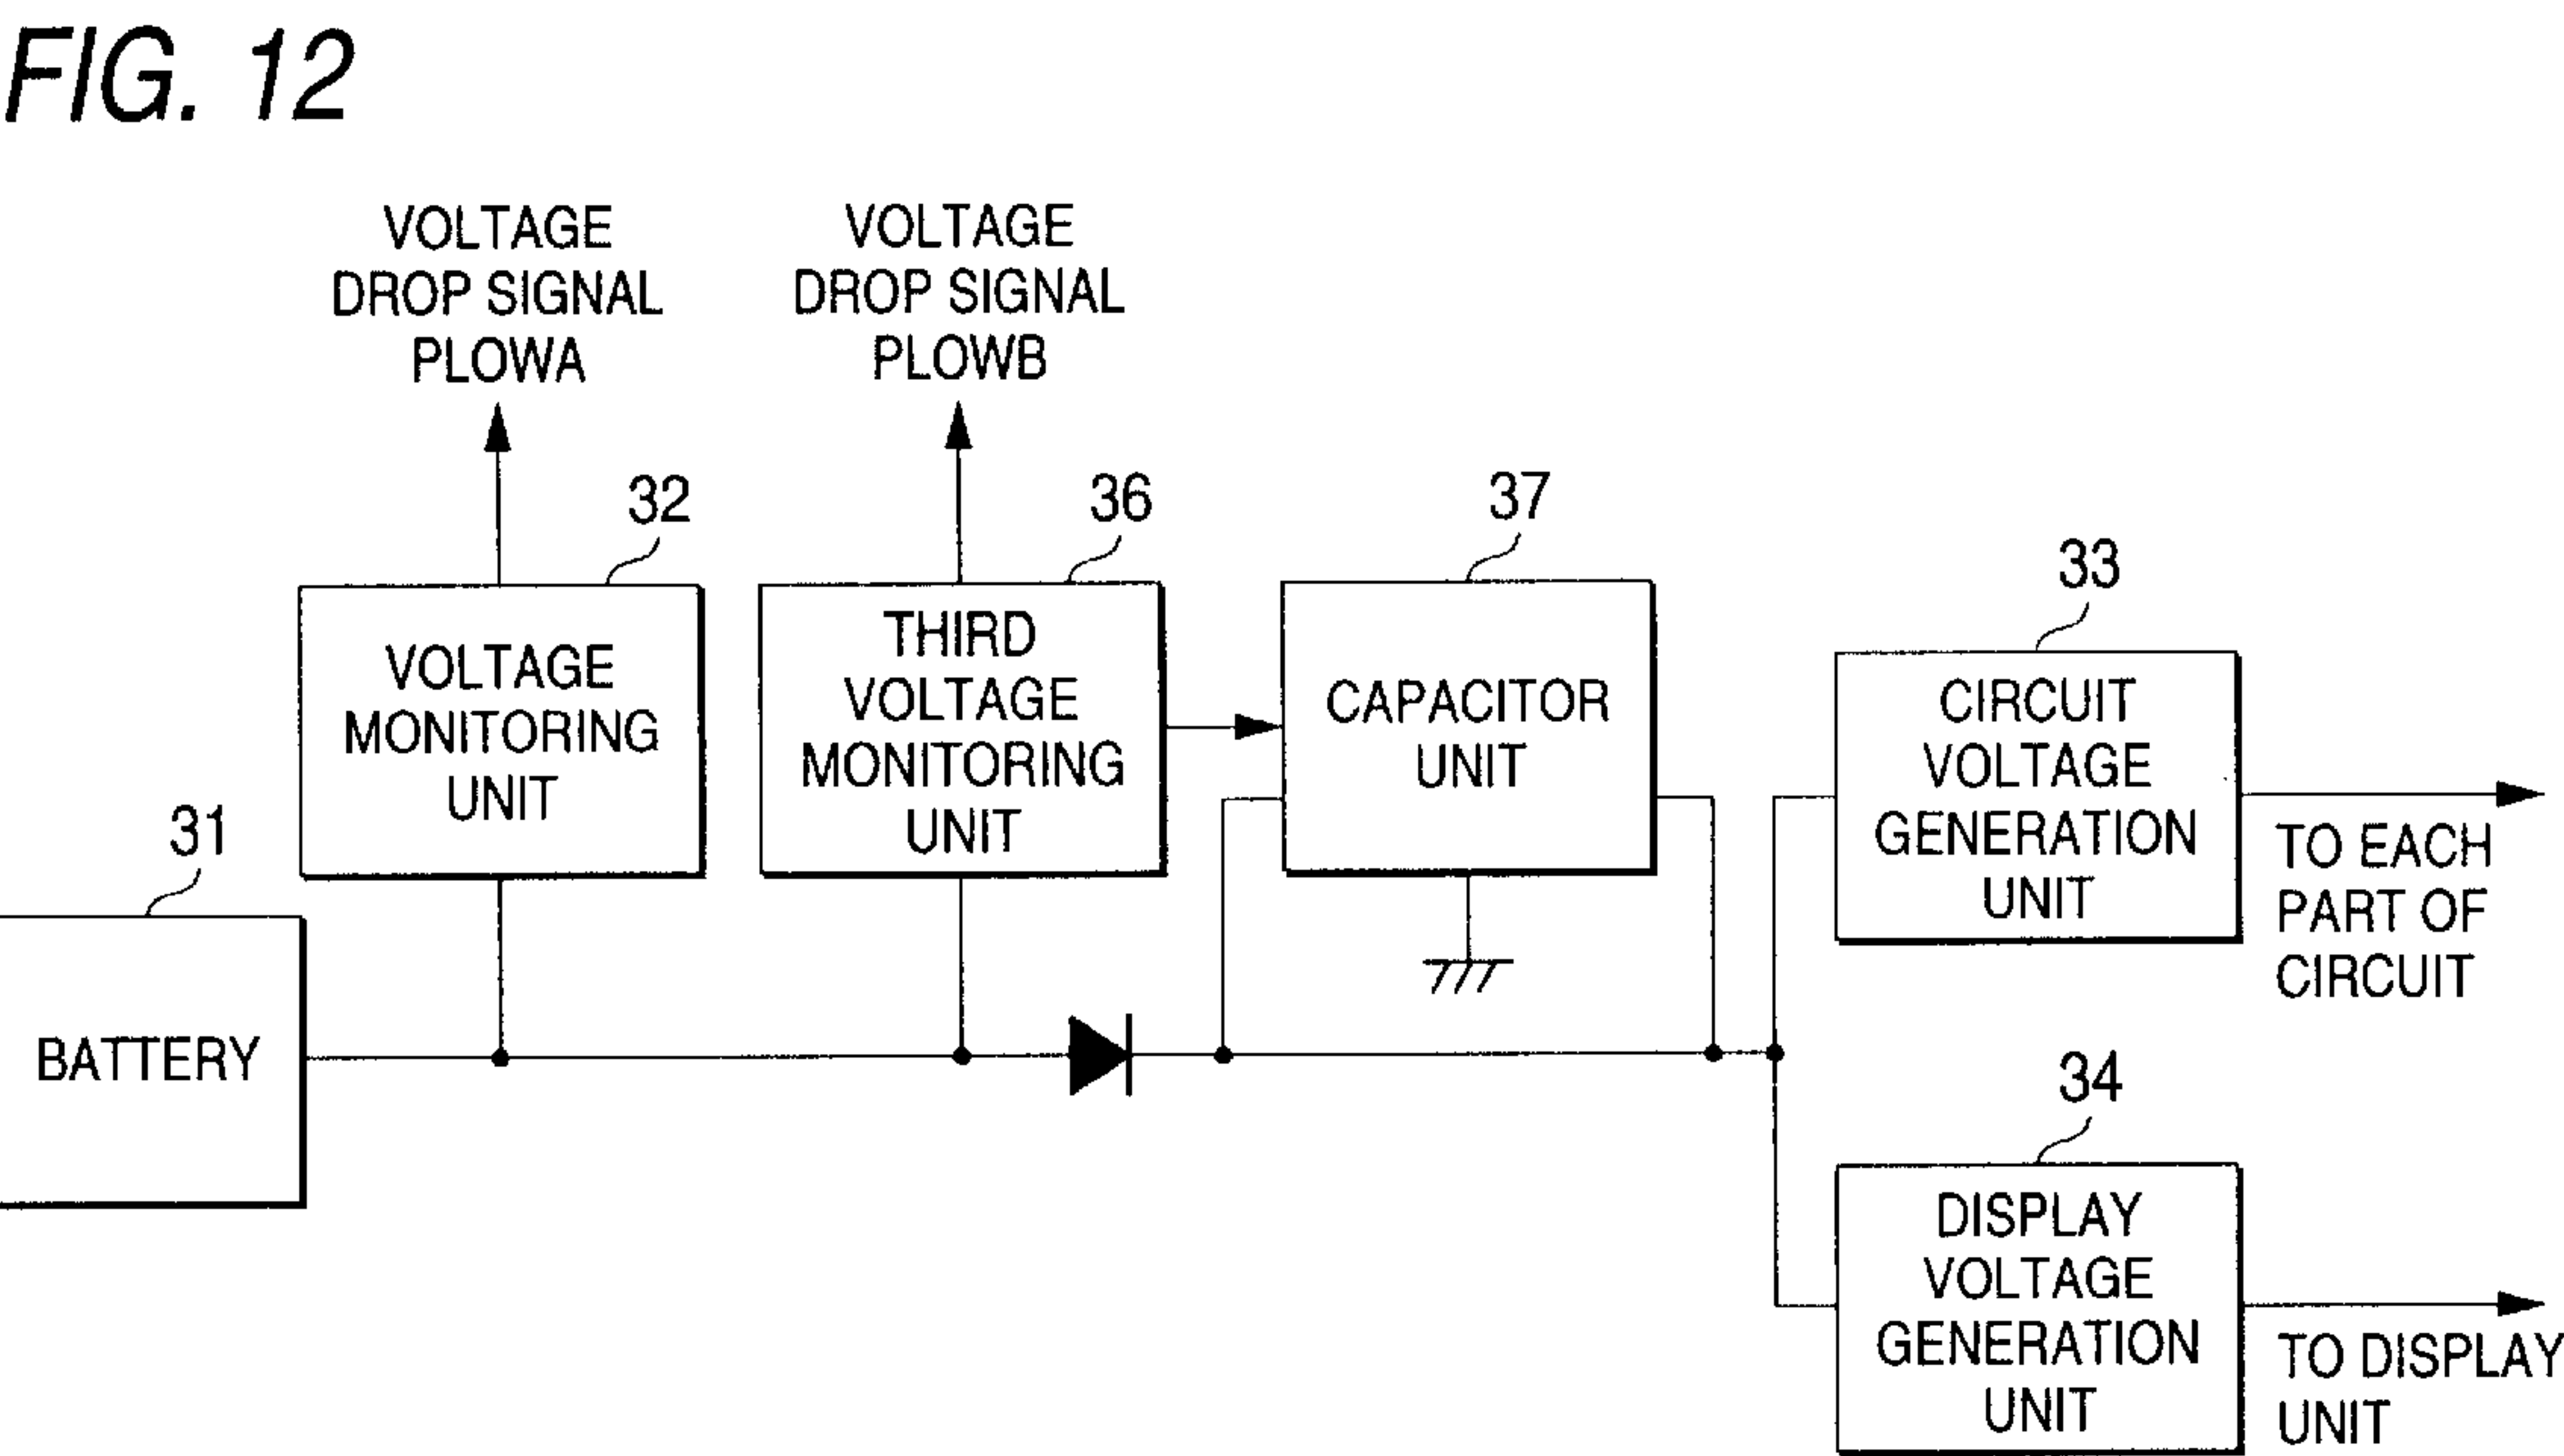 FIG. 12
VOLTAGE
DROP SIGNAL
PLOWA
VOLTAGE
DROP SIGNAL
PLOWB
32
36
37
33
31
34
VOLTAGE
MONITORING
UNIT
THIRD
VOLTAGE
MONITORING
UNIT
CAPACITOR
UNIT
CIRCUIT
VOLTAGE
GENERATION
UNIT
TO EACH
PART OF
CIRCUIT
BATTERY
DISPLAY
VOLTAGE
GENERATION
UNIT
TO DISPLAY
UNIT